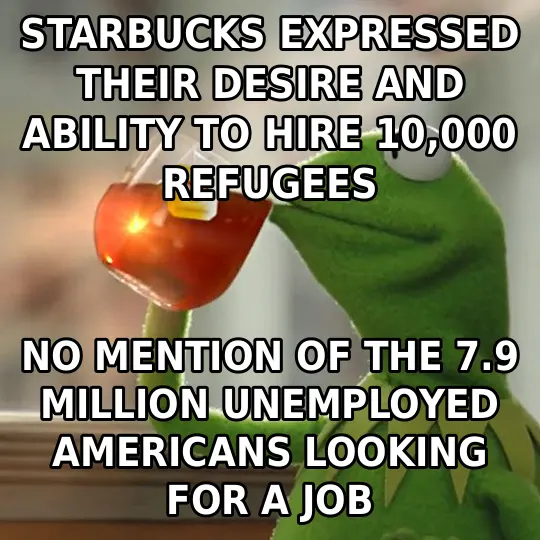 STARBUCKS EXPRESSED
THEIR DESIRE AND
ABILITY TO HIRE 10,000
REFUGEES
NO MENTION OF THE 7.9
MILLION UNEMPLOYED
AMERICANS LOOKING
FOR A JOB